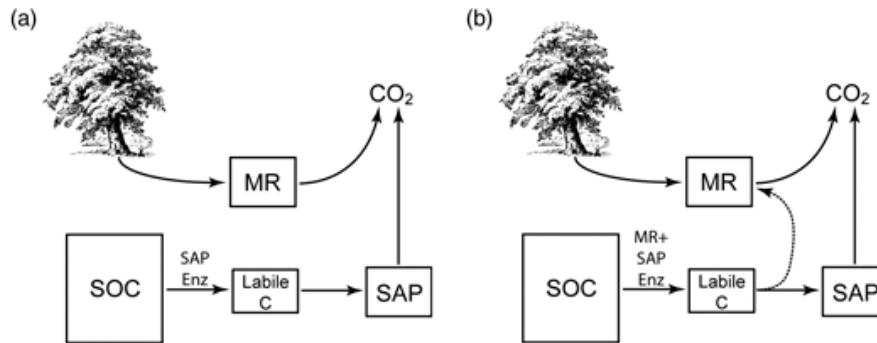 (a)
CO2
MR
SOC
SAP
Enz
Labile
C
SAP
(b)
CO2
MR
SOC
MR+
SAP
Enz
Labile
C
SAP